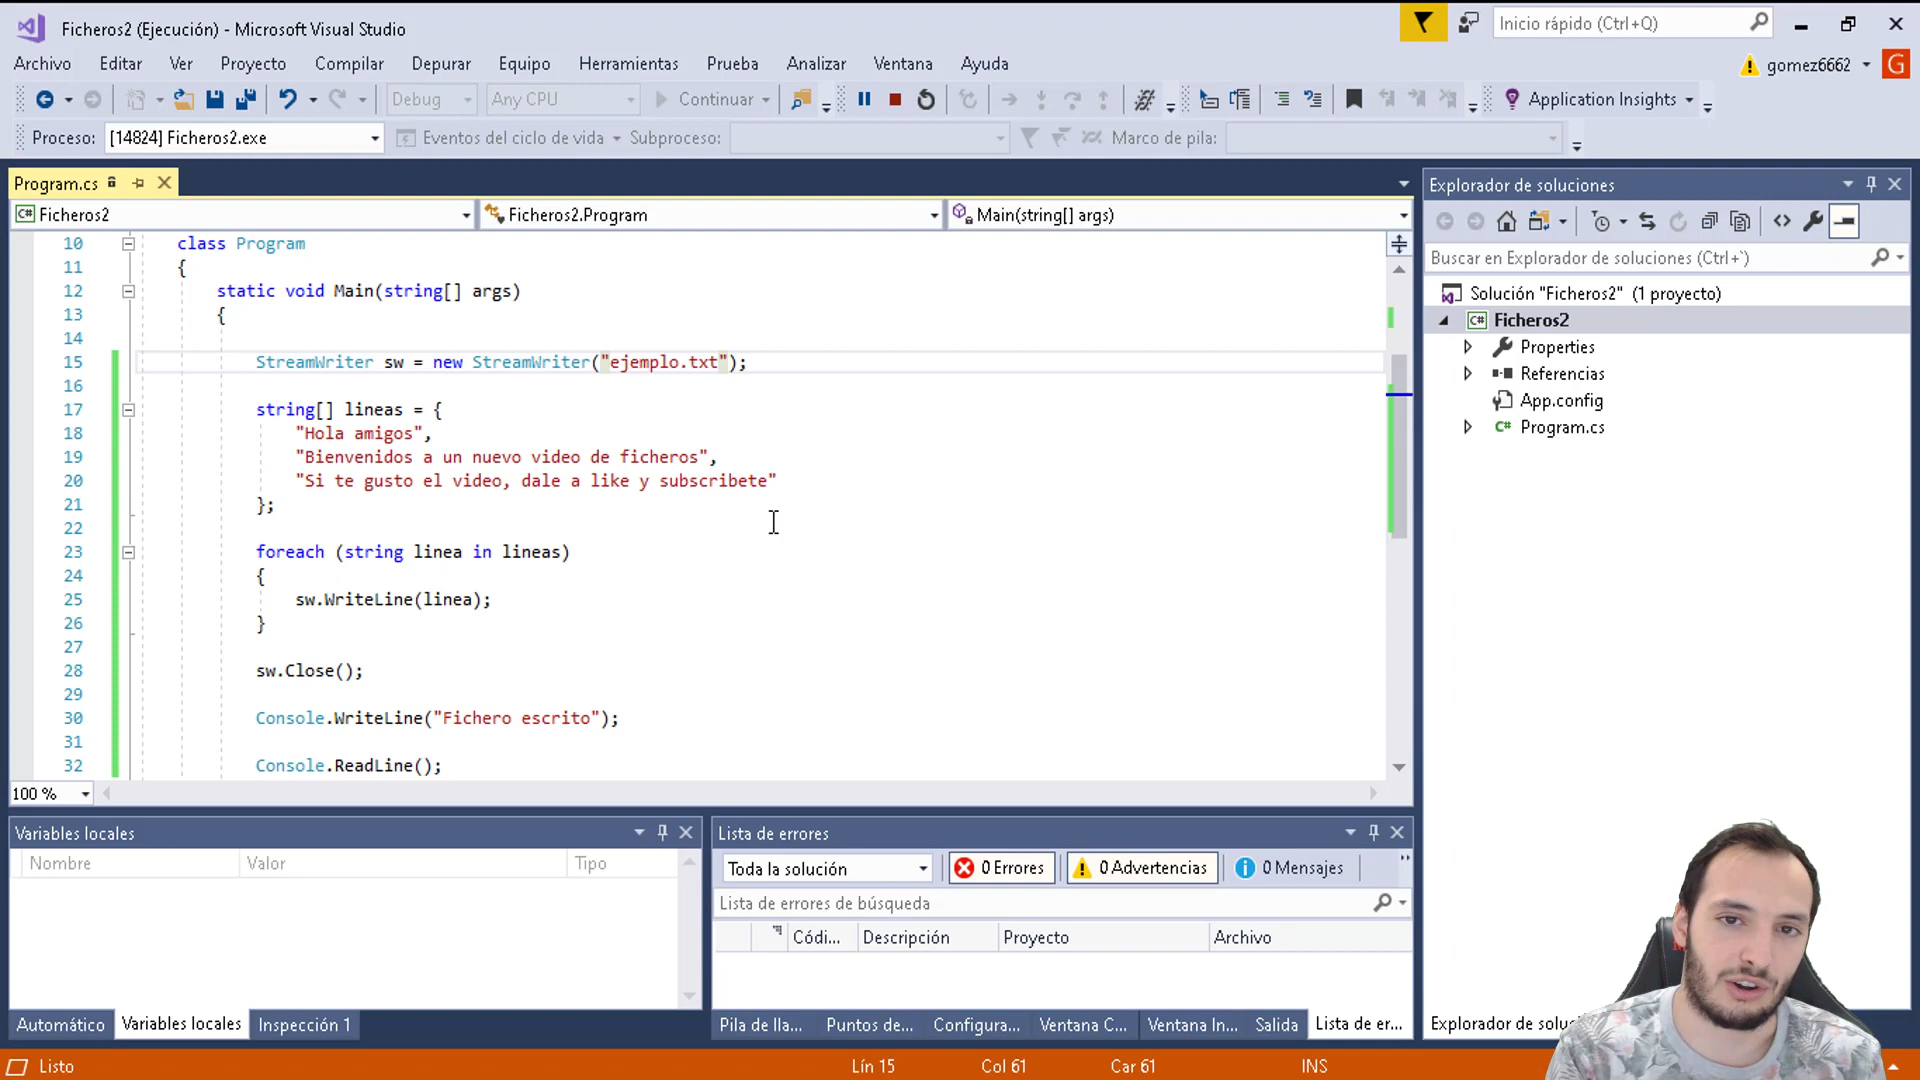 Ficheros2 (Ejecución) - Microsoft Visual Studio
Inicio rápido (Ctrl+Q)
Archivo Editar Ver Proyecto Compilar Depurar Equipo Herramientas Prueba Analizar Ventana Ayuda
gomez6662 G
Debug Any CPU Continuar Application Insights
Proceso: [14824] Ficheros2.exe Eventos del ciclo de vida Subproceso: Marco de pila:
Program.cs
Ficheros2 Ficheros2.Program Main(string[] args)
10 class Program
11 {
12 static void Main(string[] args)
13 {
14
15 StreamWriter sw = new StreamWriter("ejemplo.txt");
16
17 string[] lineas = {
18 "Hola amigos",
19 "Bienvenidos a un nuevo video de ficheros",
20 "Si te gusto el video, dale a like y subscribete"
21 };
22
23 foreach (string linea in lineas)
24 {
25 sw.WriteLine(linea);
26 }
27
28 sw.Close();
29
30 Console.WriteLine("Fichero escrito");
31
32 Console.ReadLine();
100 %
Explorador de soluciones
Buscar en Explorador de soluciones (Ctrl+`)
Solución "Ficheros2" (1 proyecto)
C# Ficheros2
Properties
Referencias
App.config
C# Program.cs
Variables locales
Nombre Valor Tipo
Automático Variables locales Inspección 1
Lista de errores
Toda la solución 0 Errores 0 Advertencias 0 Mensajes
Lista de errores de búsqueda
Códi... Descripción Proyecto Archivo
Pila de lla... Puntos de... Configura... Ventana C... Ventana In... Salida Lista de er...
Explorador de soluc
Listo Lín 15 Col 61 Car 61 INS